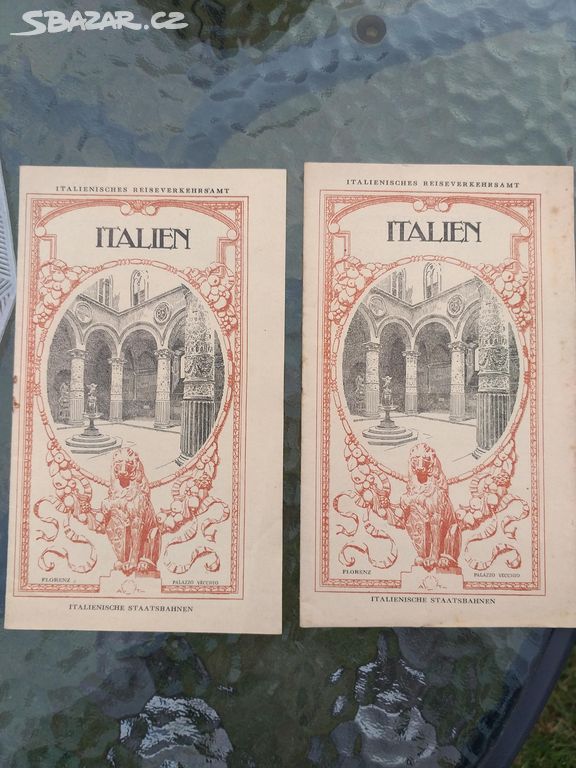 SBAZAR.CZ
ITALIENISCHES REISEVERKEHRSAMT
ITALIEN
FLORENZ
PALAZZO VECCHIO
ITALIENISCHE STAATSBAHNEN
ITALIENISCHES REISEVERKEHRSAMT
ITALIEN
FLORENZ
PALAZZO VECCHIO
ITALIENISCHE STAATSBAHNEN